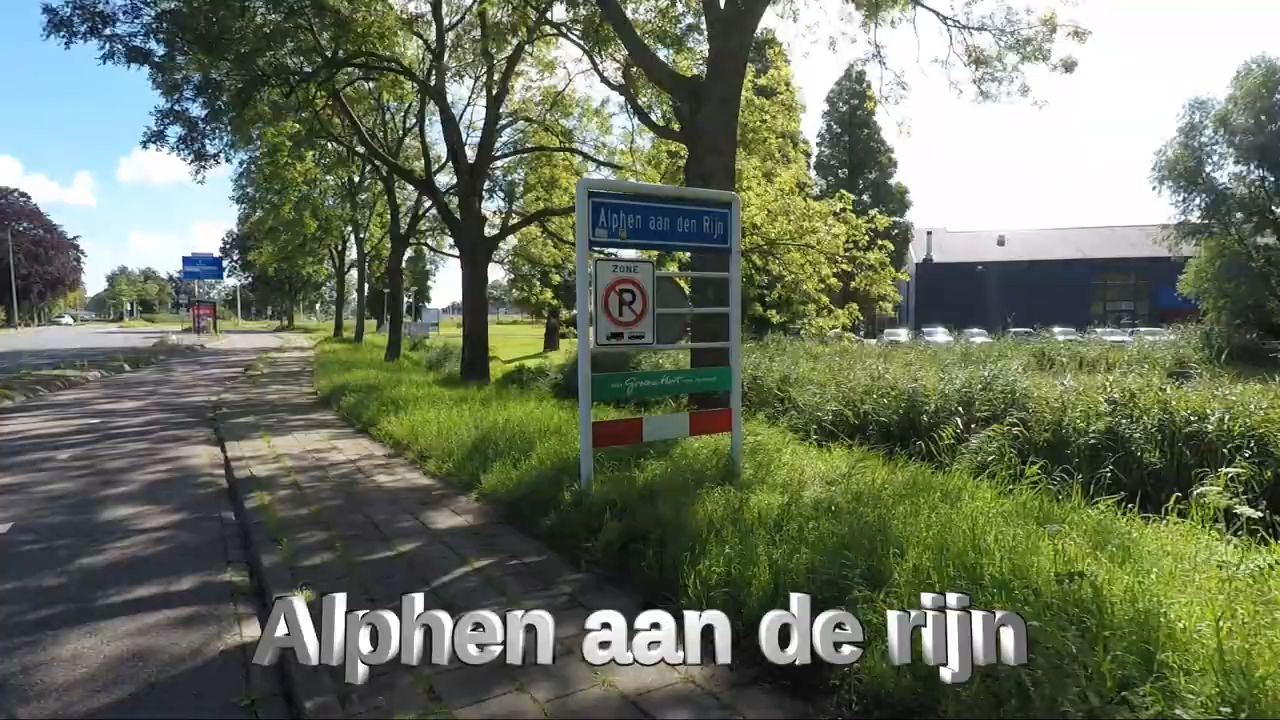 Alphen aan den Rijn
ZONE
P
Groene Hart
Alphen aan de rijn